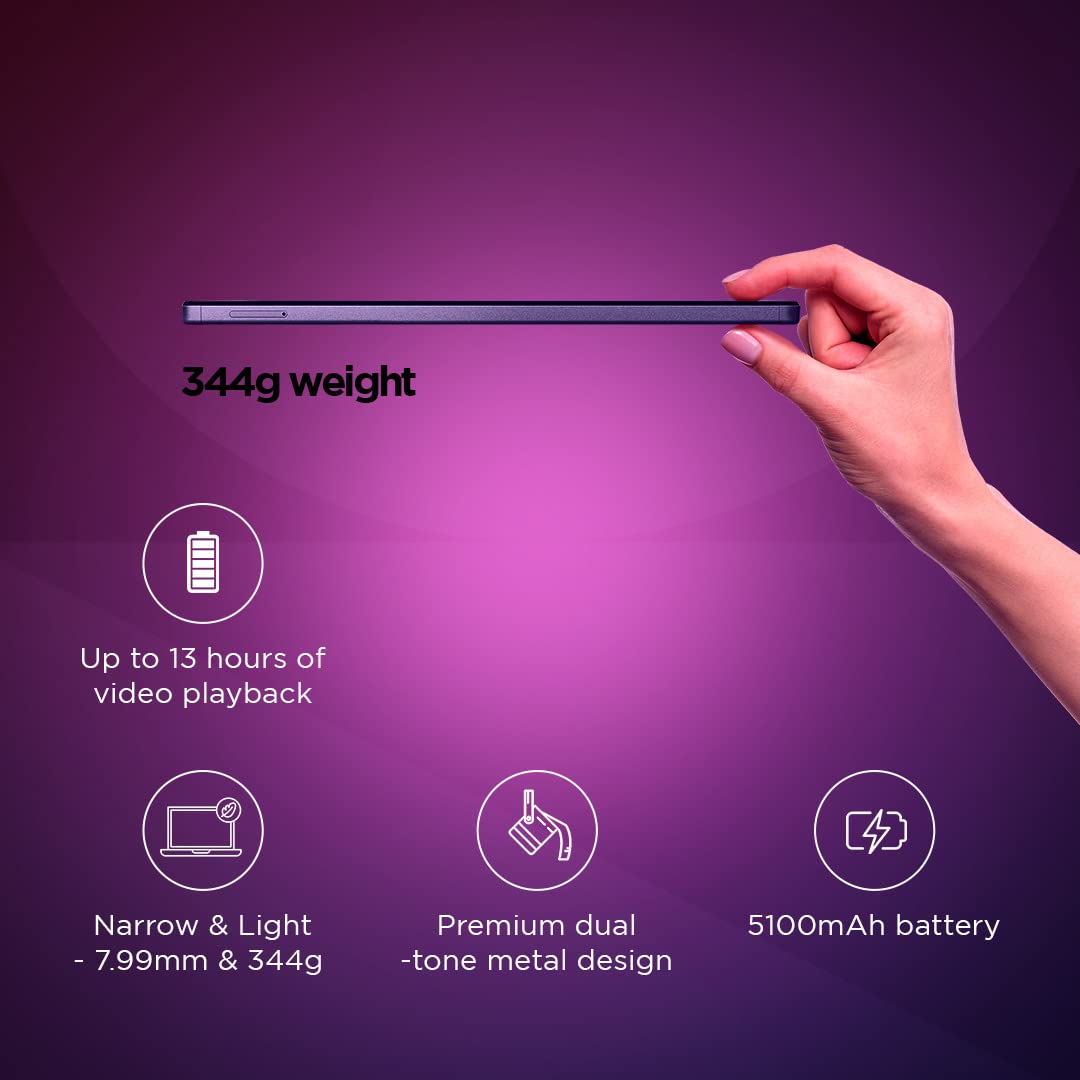 344g weight
Up to 13 hours of
video playback
Narrow & Light
- 7.99mm & 344g
Premium dual
-tone metal design
5100mAh battery